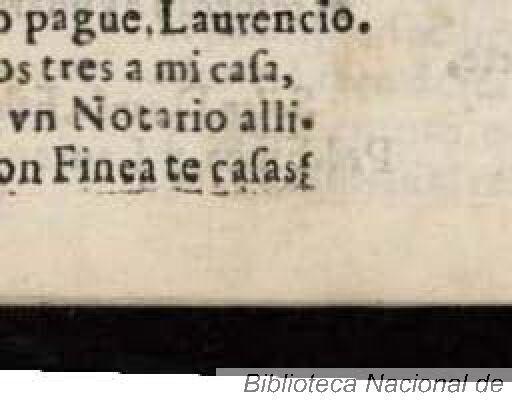 o pague, Laurencio.
os tres a mi caſa,
vn Notario alli.
on Finea te caſas?
Biblioteca Nacional de